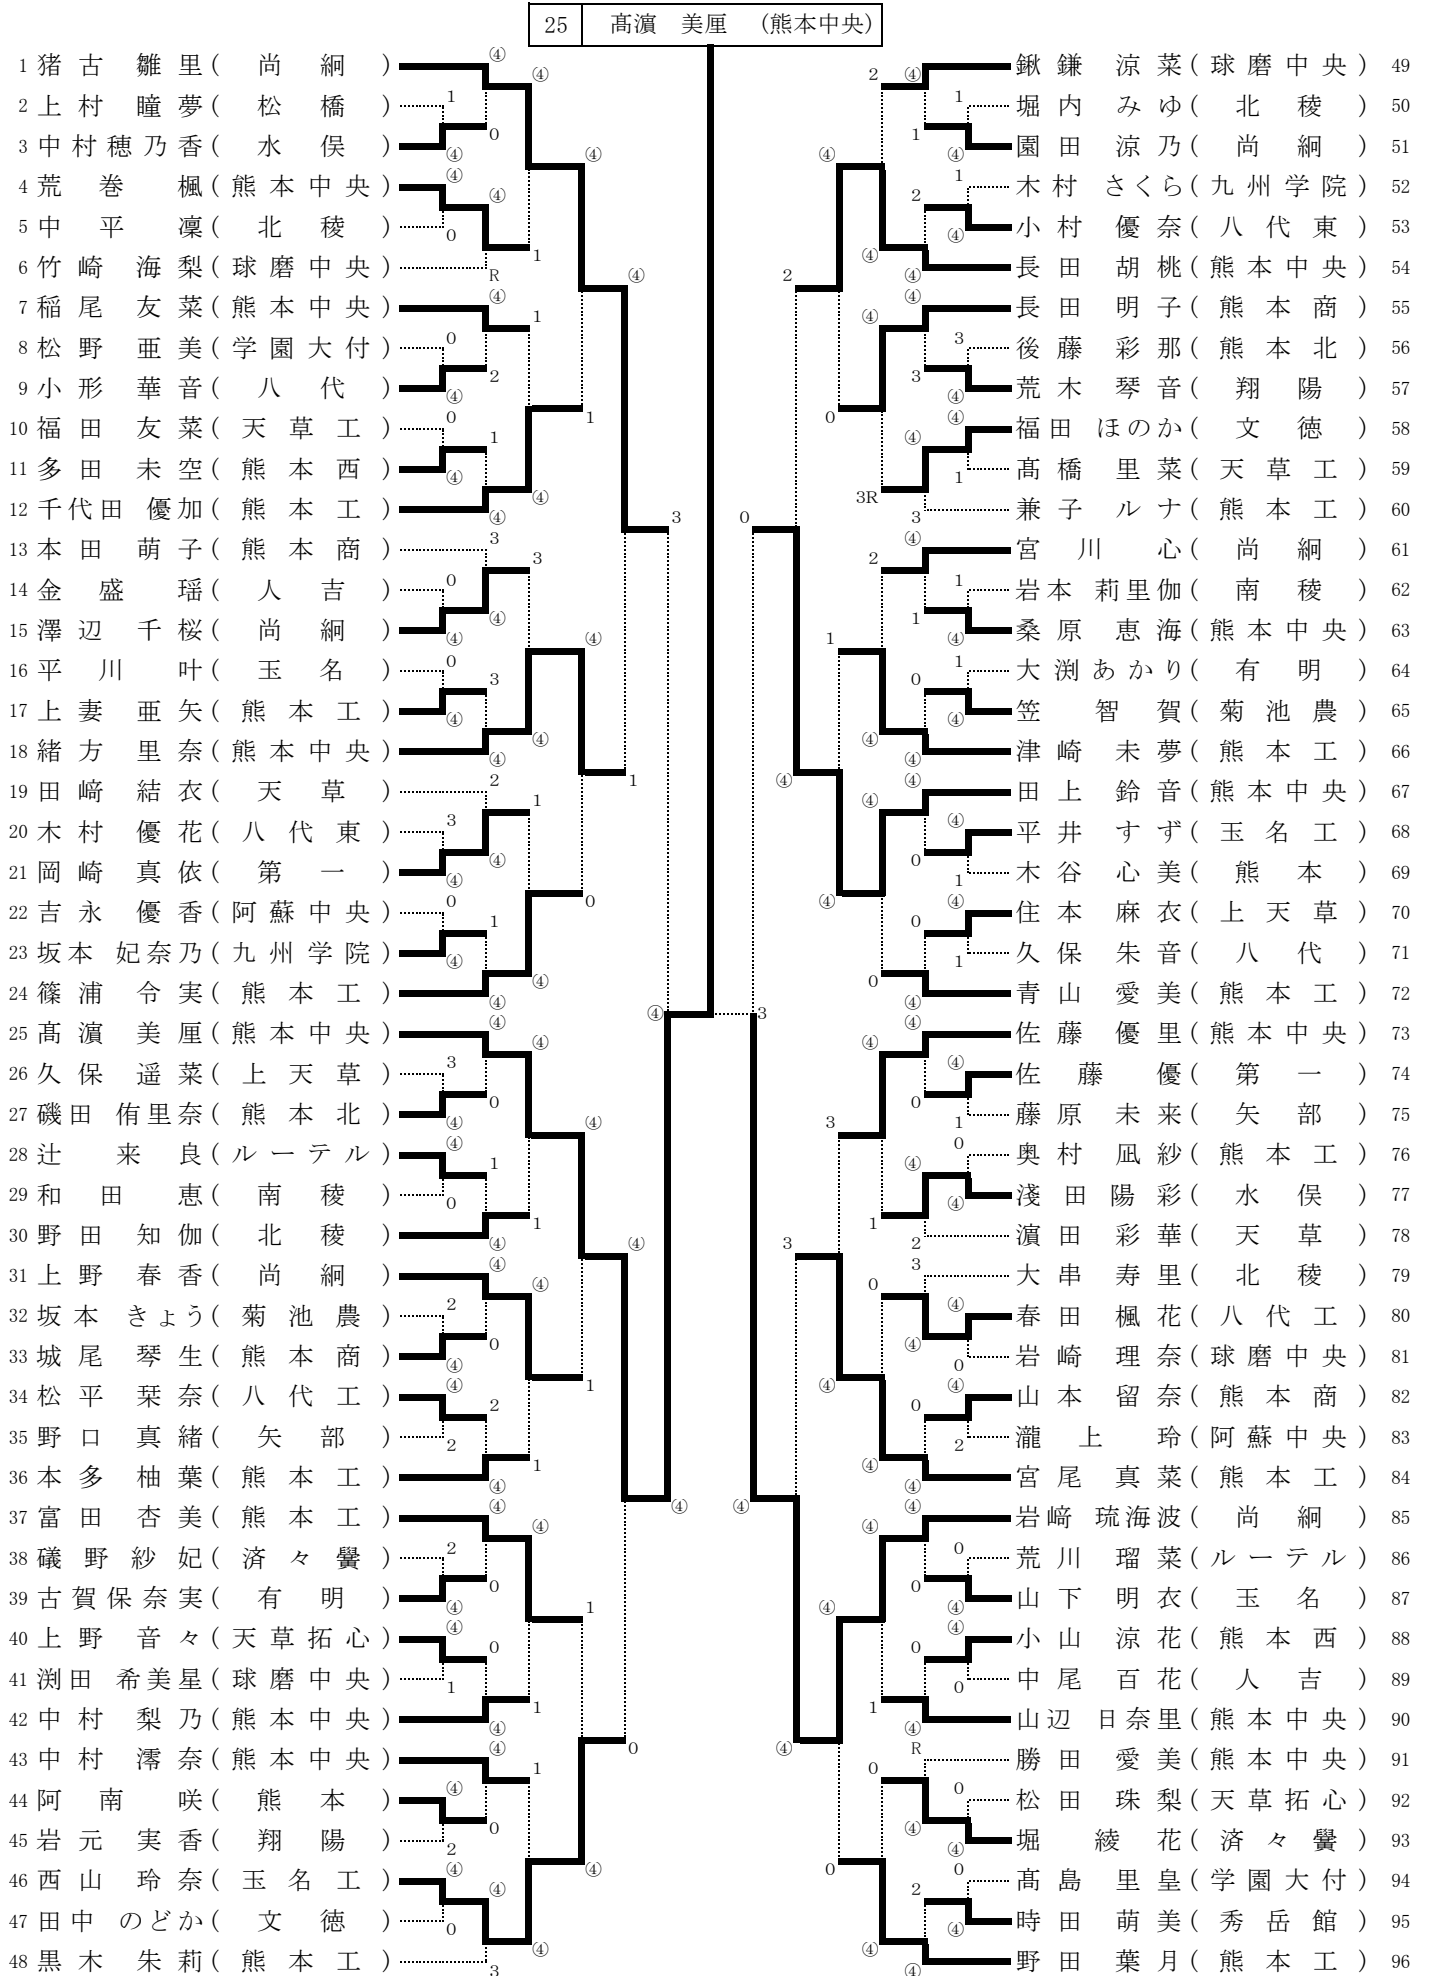 25 髙濵 美厘 (熊本中央)
1 猪古 雛里(尚絅)
2 上村 瞳夢(松橋)
3 中村穂乃香(水俣)
4 荒巻 楓(熊本中央)
5 中平 凜(北稜)
6 竹崎 海梨(球磨中央)
7 稲尾 友菜(熊本中央)
8 松野 亜美(学園大付)
9 小形 華音(八代)
10 福田 友菜(天草工)
11 多田 未空(熊本西)
12 千代田 優加(熊本工)
13 本田 萌子(熊本商)
14 金盛 瑶(人吉)
15 澤辺 千桜(尚絅)
16 平川 叶(玉名)
17 上妻 亜矢(熊本工)
18 緒方 里奈(熊本中央)
19 田﨑 結衣(天草)
20 木村 優花(八代東)
21 岡崎 真依(第一)
22 吉永 優香(阿蘇中央)
23 坂本 妃奈乃(九州学院)
24 篠浦 令実(熊本工)
25 髙濵 美厘(熊本中央)
26 久保 遥菜(上天草)
27 磯田 侑里奈(熊本北)
28 辻 来良(ルーテル)
29 和田 恵(南稜)
30 野田 知伽(北稜)
31 上野 春香(尚絅)
32 坂本 きょう(菊池農)
33 城尾 琴生(熊本商)
34 松平 栞奈(八代工)
35 野口 真緒(矢部)
36 本多 柚葉(熊本工)
37 富田 杏美(熊本工)
38 礒野 紗妃(済々黌)
39 古賀保奈実(有明)
40 上野 音々(天草拓心)
41 渕田 希美星(球磨中央)
42 中村 梨乃(熊本中央)
43 中村 澪奈(熊本中央)
44 阿南 咲(熊本)
45 岩元 実香(翔陽)
46 西山 玲奈(玉名工)
47 田中 のどか(文徳)
48 黒木 朱莉(熊本工)
鍬鎌 涼菜(球磨中央) 49
堀内 みゆ(北稜) 50
園田 涼乃(尚絅) 51
木村 さくら(九州学院) 52
小村 優奈(八代東) 53
長田 胡桃(熊本中央) 54
長田 明子(熊本商) 55
後藤 彩那(熊本北) 56
荒木 琴音(翔陽) 57
福田 ほのか(文徳) 58
髙橋 里菜(天草工) 59
兼子 ルナ(熊本工) 60
宮川 心(尚絅) 61
岩本 莉里伽(南稜) 62
桑原 恵海(熊本中央) 63
大渕あかり(有明) 64
笠 智賀(菊池農) 65
津崎 未夢(熊本工) 66
田上 鈴音(熊本中央) 67
平井 すず(玉名工) 68
木谷 心美(熊本) 69
住本 麻衣(上天草) 70
久保 朱音(八代) 71
青山 愛美(熊本工) 72
佐藤 優里(熊本中央) 73
佐藤 優(第一) 74
藤原 未来(矢部) 75
奥村 凪紗(熊本工) 76
淺田 陽彩(水俣) 77
濵田 彩華(天草) 78
大串 寿里(北稜) 79
春田 楓花(八代工) 80
岩崎 理奈(球磨中央) 81
山本 留奈(熊本商) 82
瀧上 玲(阿蘇中央) 83
宮尾 真菜(熊本工) 84
岩﨑 琉海波(尚絅) 85
荒川 瑠菜(ルーテル) 86
山下 明衣(玉名) 87
小山 涼花(熊本西) 88
中尾 百花(人吉) 89
山辺 日奈里(熊本中央) 90
勝田 愛美(熊本中央) 91
松田 珠梨(天草拓心) 92
堀 綾花(済々黌) 93
髙島 里皇(学園大付) 94
時田 萌美(秀岳館) 95
野田 葉月(熊本工) 96